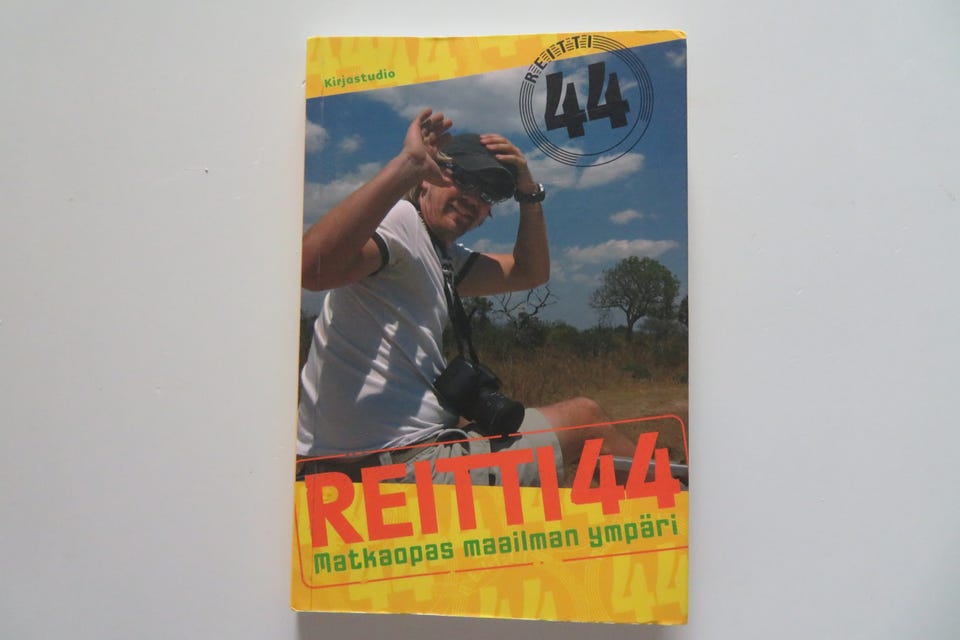 Kirjastudio
REITTI
44
REITTI 44
Matkaopas maailman ympäri